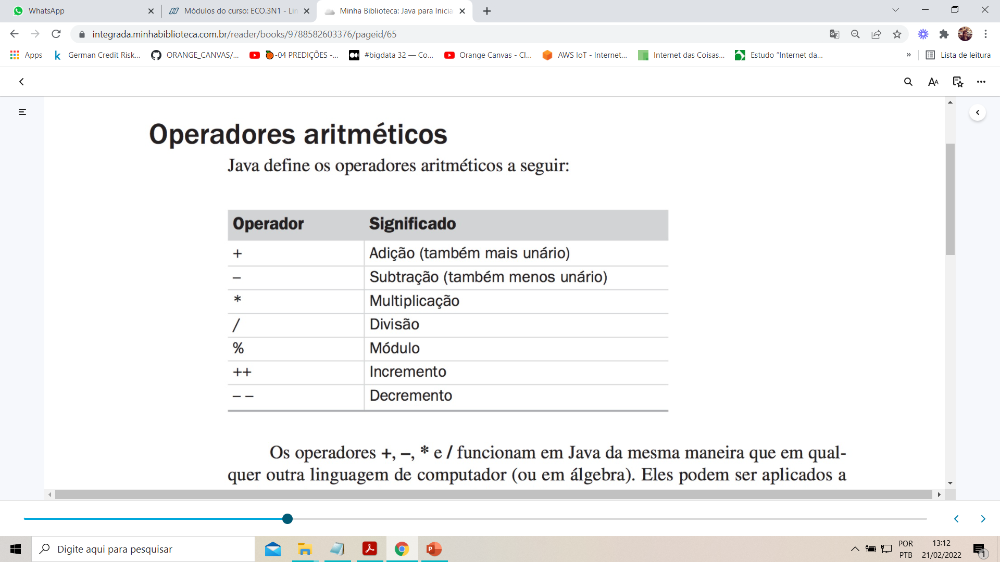 WhatsApp
Módulos do curso: ECO.3N1 - Lin
Minha Biblioteca: Java para Inicia
integrada.minhabiblioteca.com.br/reader/books/9788582603376/pageid/65
Apps
German Credit Risk...
ORANGE_CANVAS/...
-04 PREDIÇÕES -...
#bigdata 32 — Co...
Orange Canvas - Cl...
AWS IoT - Internet...
Internet das Coisas...
Estudo “Internet da...
»
Lista de leitura
Operadores aritméticos
Java define os operadores aritméticos a seguir:
Operador Significado
+ Adição (também mais unário)
– Subtração (também menos unário)
* Multiplicação
/ Divisão
% Módulo
++ Incremento
– – Decremento
Os operadores +, –, * e / funcionam em Java da mesma maneira que em qual-
quer outra linguagem de computador (ou em álgebra). Eles podem ser aplicados a
Digite aqui para pesquisar
POR
PTB
13:12
21/02/2022
1